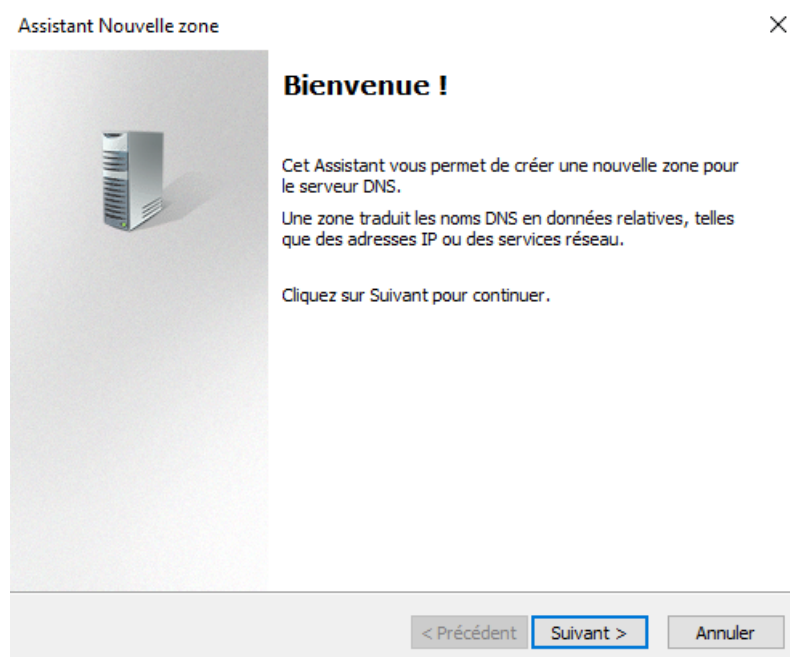 Assistant Nouvelle zone
Bienvenue !
Cet Assistant vous permet de créer une nouvelle zone pour
le serveur DNS.
Une zone traduit les noms DNS en données relatives, telles
que des adresses IP ou des services réseau.
Cliquez sur Suivant pour continuer.
< Précédent Suivant > Annuler